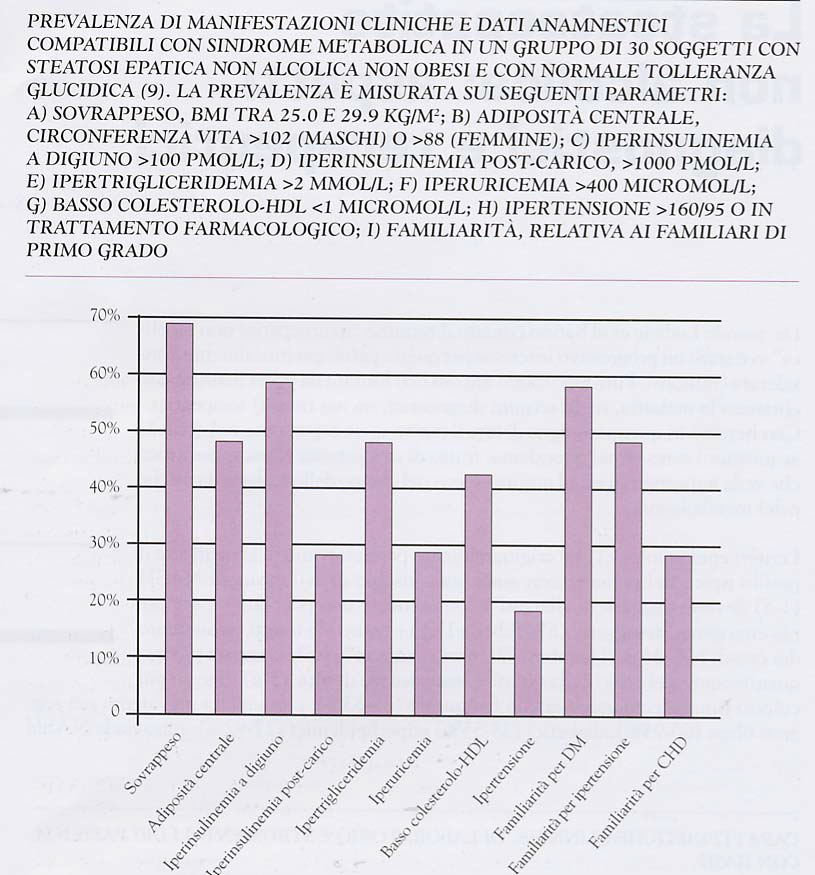 PREVALENZA DI MANIFESTAZIONI CLINICHE E DATI ANAMNESTICI
COMPATIBILI CON SINDROME METABOLICA IN UN GRUPPO DI 30 SOGGETTI CON
STEATOSI EPATICA NON ALCOLICA NON OBESI E CON NORMALE TOLLERANZA
GLUCIDICA (9). LA PREVALENZA È MISURATA SUI SEGUENTI PARAMETRI:
A) SOVRAPPESO, BMI TRA 25.0 E 29.9 KG/M²; B) ADIPOSITÀ CENTRALE,
CIRCONFERENZA VITA >102 (MASCHI) O >88 (FEMMINE); C) IPERINSULINEMIA
A DIGIUNO >100 PMOL/L; D) IPERINSULINEMIA POST-CARICO, >1000 PMOL/L;
E) IPERTRIGLICERIDEMIA >2 MMOL/L; F) IPERURICEMIA >400 MICROMOL/L;
G) BASSO COLESTEROLO-HDL <1 MICROMOL/L; H) IPERTENSIONE >160/95 O IN
TRATTAMENTO FARMACOLOGICO; I) FAMILIARITÀ, RELATIVA AI FAMILIARI DI
PRIMO GRADO
70%
60%
50%
40%
30%
20%
10%
0
Sovrappeso
Adiposità centrale
Iperinsulinemia a digiuno
Iperinsulinemia post-carico
Ipertrigliceridemia
Iperuricemia
Basso colesterolo-HDL
Ipertensione
Familiarità per DM
Familiarità per ipertensione
Familiarità per CHD